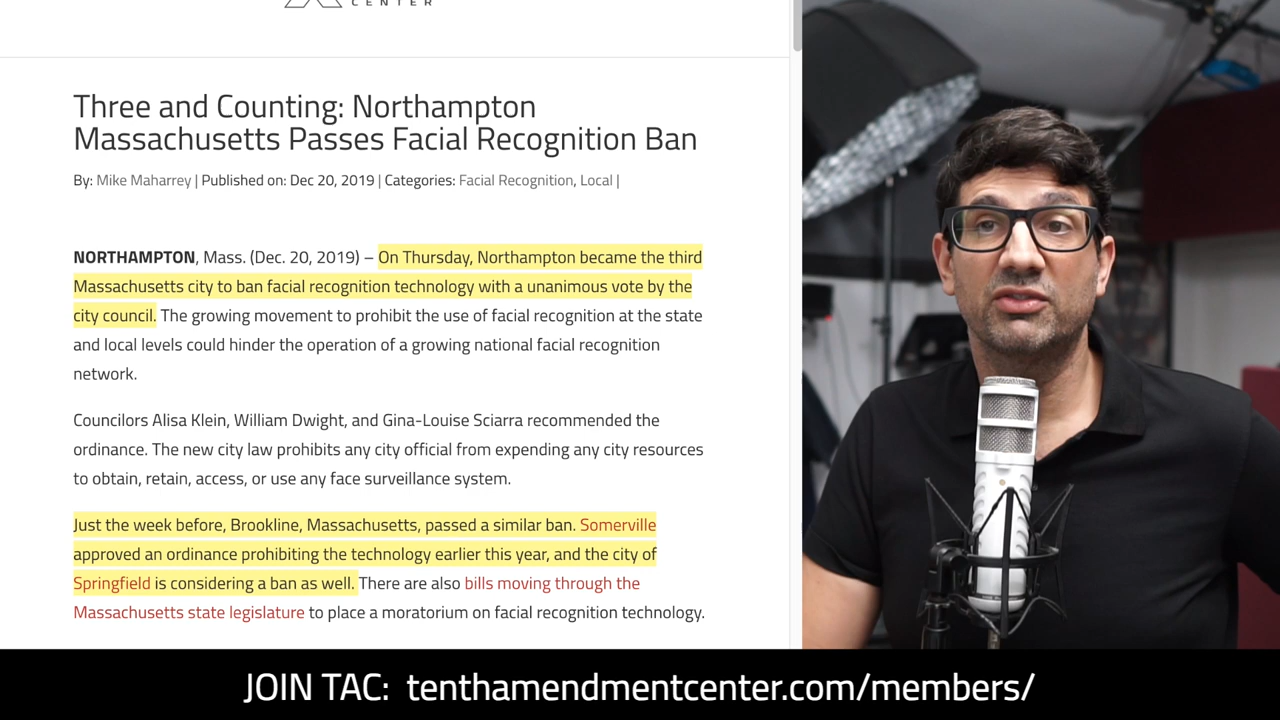 CENTER
Three and Counting: Northampton
Massachusetts Passes Facial Recognition Ban
By: Mike Maharrey | Published on: Dec 20, 2019 | Categories: Facial Recognition, Local |
NORTHAMPTON, Mass. (Dec. 20, 2019) – On Thursday, Northampton became the third
Massachusetts city to ban facial recognition technology with a unanimous vote by the
city council. The growing movement to prohibit the use of facial recognition at the state
and local levels could hinder the operation of a growing national facial recognition
network.
Councilors Alisa Klein, William Dwight, and Gina-Louise Sciarra recommended the
ordinance. The new city law prohibits any city official from expending any city resources
to obtain, retain, access, or use any face surveillance system.
Just the week before, Brookline, Massachusetts, passed a similar ban. Somerville
approved an ordinance prohibiting the technology earlier this year, and the city of
Springfield is considering a ban as well. There are also bills moving through the
Massachusetts state legislature to place a moratorium on facial recognition technology.
JOIN TAC: tenthamendmentcenter.com/members/